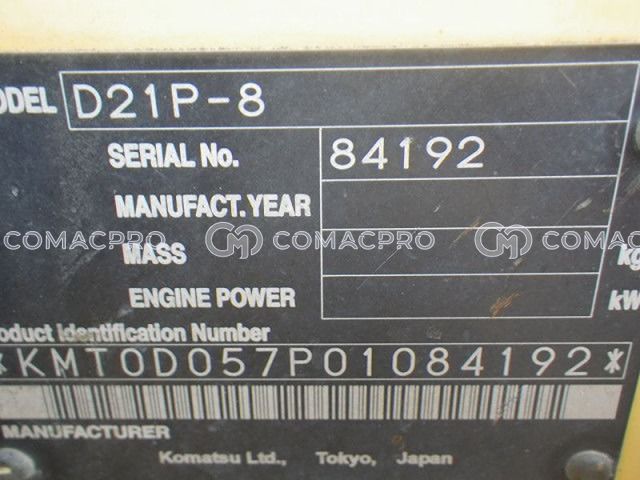 ODEL D21P-8
SERIAL No. 84192
MANUFACT. YEAR
COMACPRO COMACPRO COMACPRO
MASS kg
ENGINE POWER kW
oduct Identification Number
*KMT0D057P01084192*
MANUFACTURER
Komatsu Ltd., Tokyo, Japan